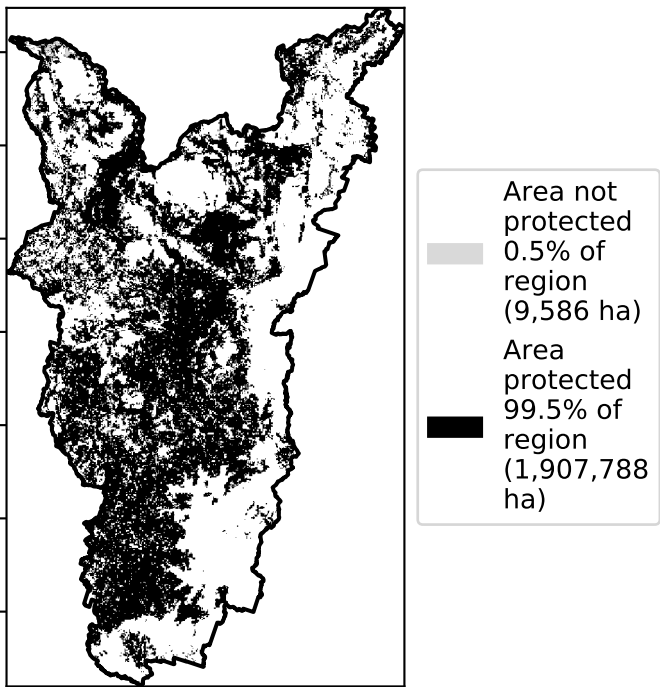 Area not
protected
0.5% of
region
(9,586 ha)
Area
protected
99.5% of
region
(1,907,788
ha)